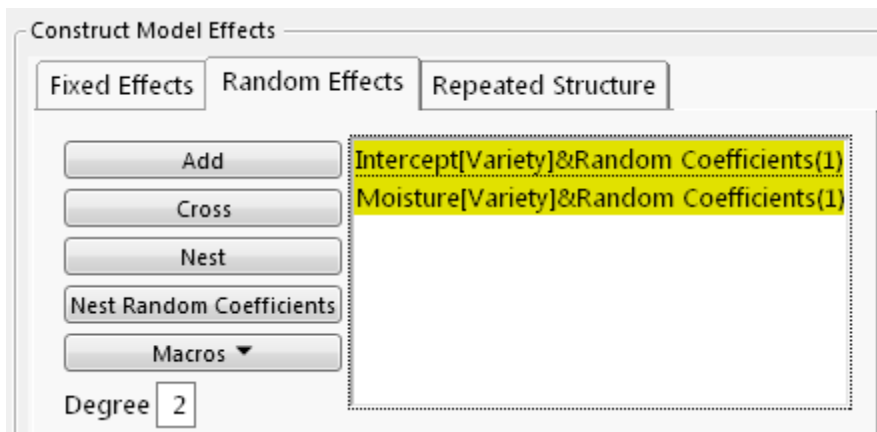 Construct Model Effects
Fixed Effects
Random Effects
Repeated Structure
Add
Cross
Nest
Nest Random Coefficients
Macros
Degree 2
Intercept[Variety]&Random Coefficients(1)
Moisture[Variety]&Random Coefficients(1)